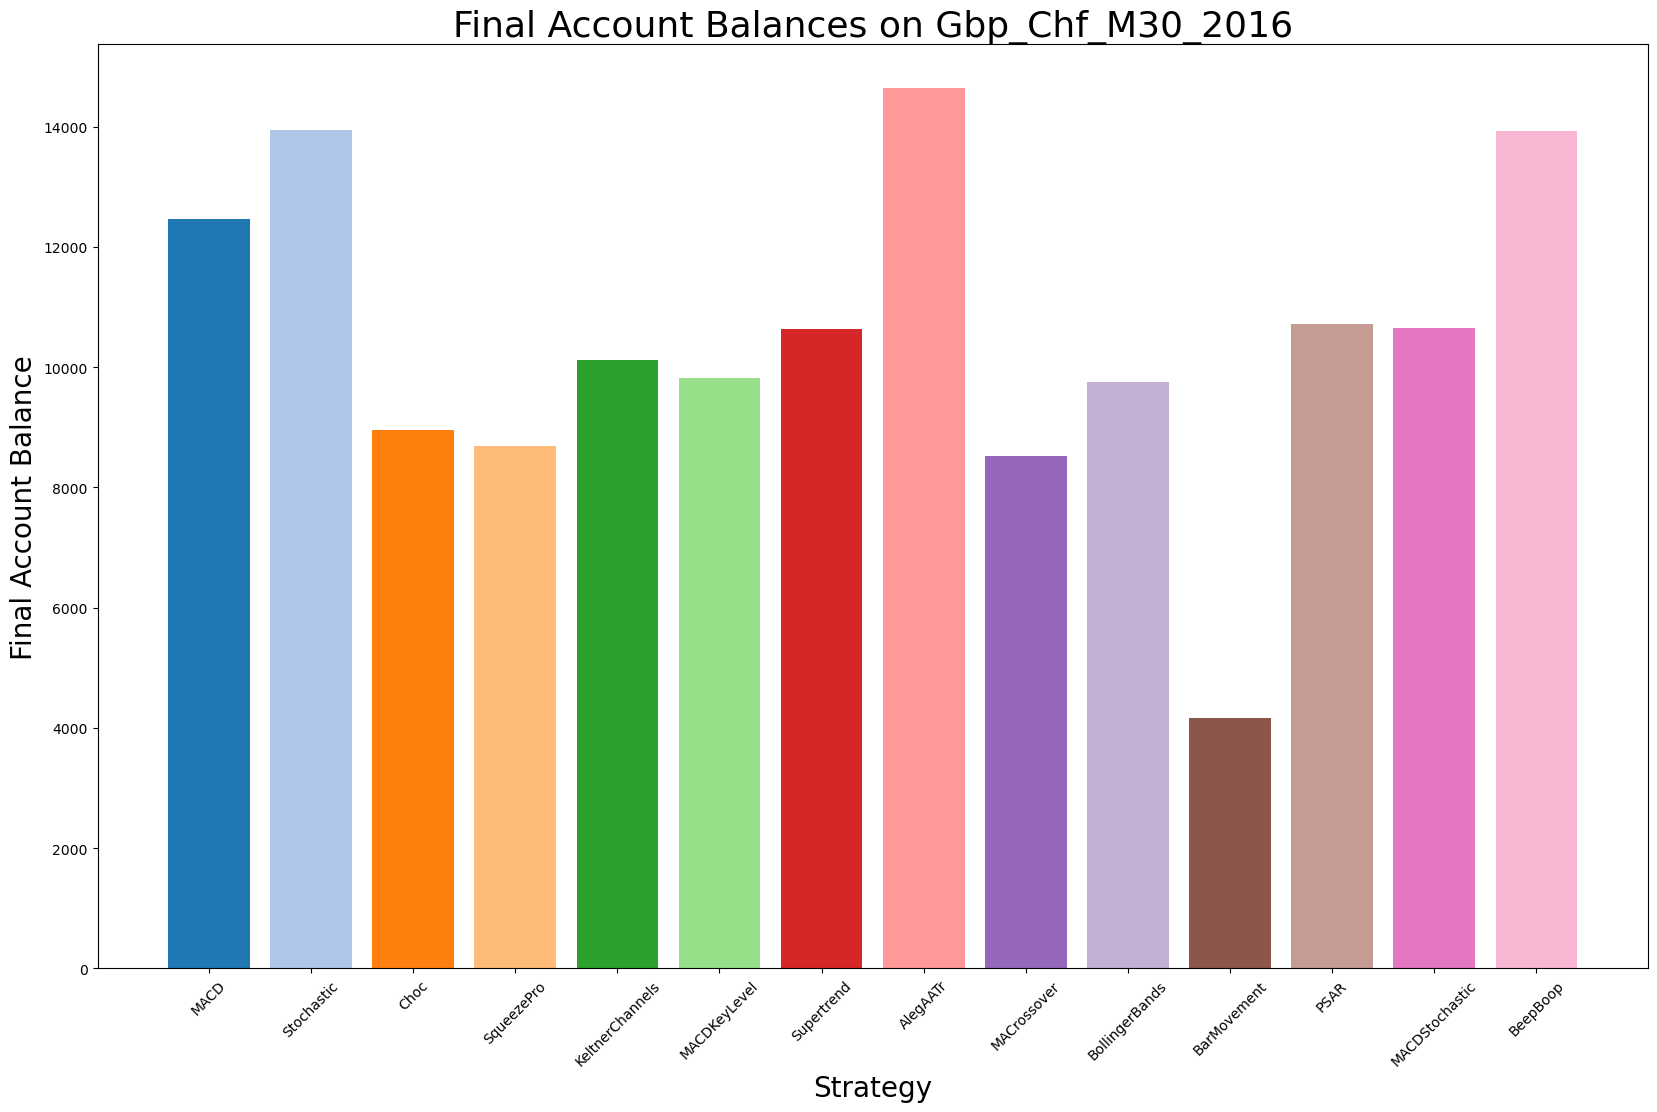 Final Account Balances on Gbp_Chf_M30_2016
Final Account Balance
14000
12000
10000
8000
6000
4000
2000
0
MACD
Stochastic
Choc
SqueezePro
KeltnerChannels
MACDKeyLevel
Supertrend
AlegAATr
MACrossover
BollingerBands
BarMovement
PSAR
MACDStochastic
BeepBoop
Strategy